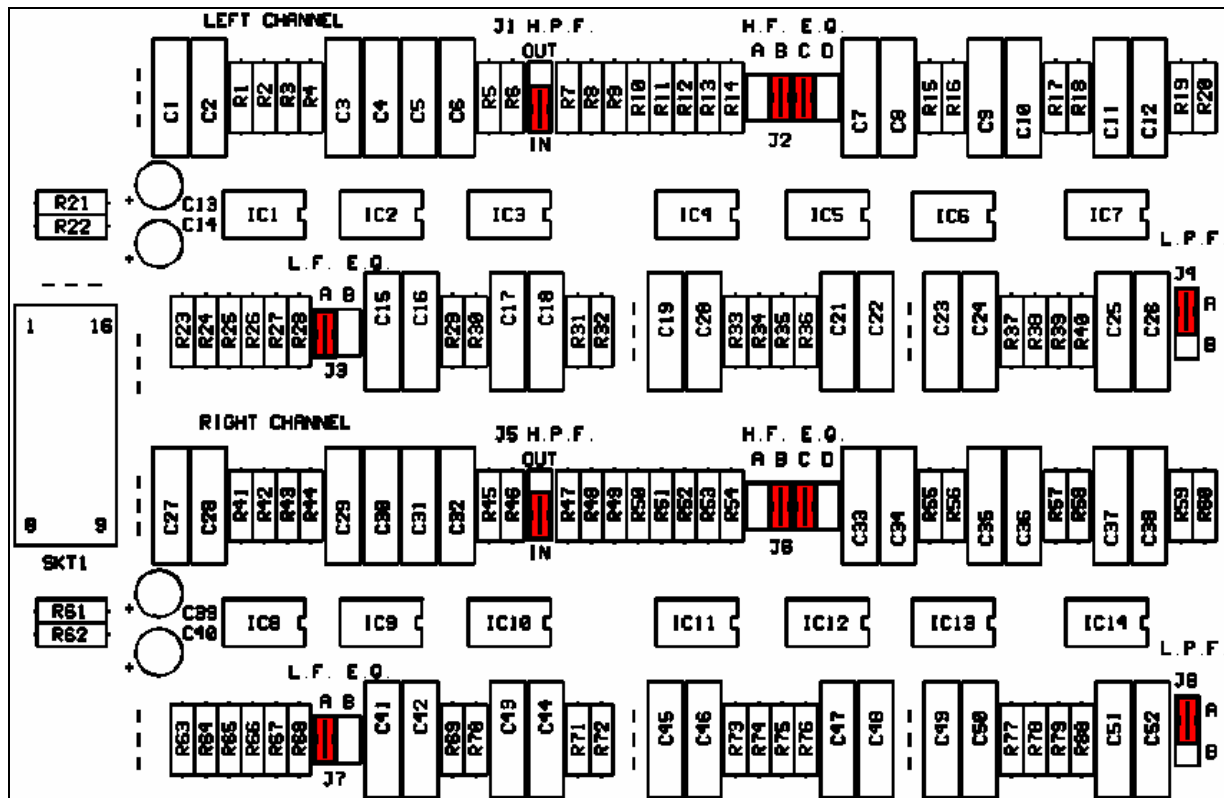 LEFT CHANNEL
J1 H.P.F.
H.F. E.Q.
OUT
A B C D
C1 C2 R1 R2 R3 R4 C3 C4 C5 C6 R5 R6 R7 R8 R9 R10 R11 R12 R13 R14 C7 C8 R15 R16 C9 C10 R17 R18 C11 C12 R19 R20
IN
J2
R21
R22
+ C13
+ C14
IC1 IC2 IC3 IC4 IC5 IC6 IC7
L.P.F
L.F. E.Q.
J4
A B
A
B
1 16
R23 R24 R25 R26 R27 R28 C15 C16 R29 R30 C17 C18 R31 R32 C19 C20 R33 R34 R35 R36 C21 C22 C23 C24 R37 R38 R39 R40 C25 C26
J3
RIGHT CHANNEL
J5 H.P.F.
H.F. E.Q.
OUT
A B C D
C27 C28 R41 R42 R43 R44 C29 C30 C31 C32 R45 R46 R47 R48 R49 R50 R51 R52 R53 R54 C33 C34 R55 R56 C35 C36 R57 R58 C37 C38 R59 R60
8 9
SKT1
IN
J6
R61
R62
+ C39
+ C40
IC8 IC9 IC10 IC11 IC12 IC13 IC14
L.P.F
L.F. E.Q.
J8
A B
A
B
R63 R64 R65 R66 R67 R68 C41 C42 R69 R70 C43 C44 R71 R72 C45 C46 R73 R74 R75 R76 C47 C48 C49 C50 R77 R78 R79 R80 C51 C52
J7